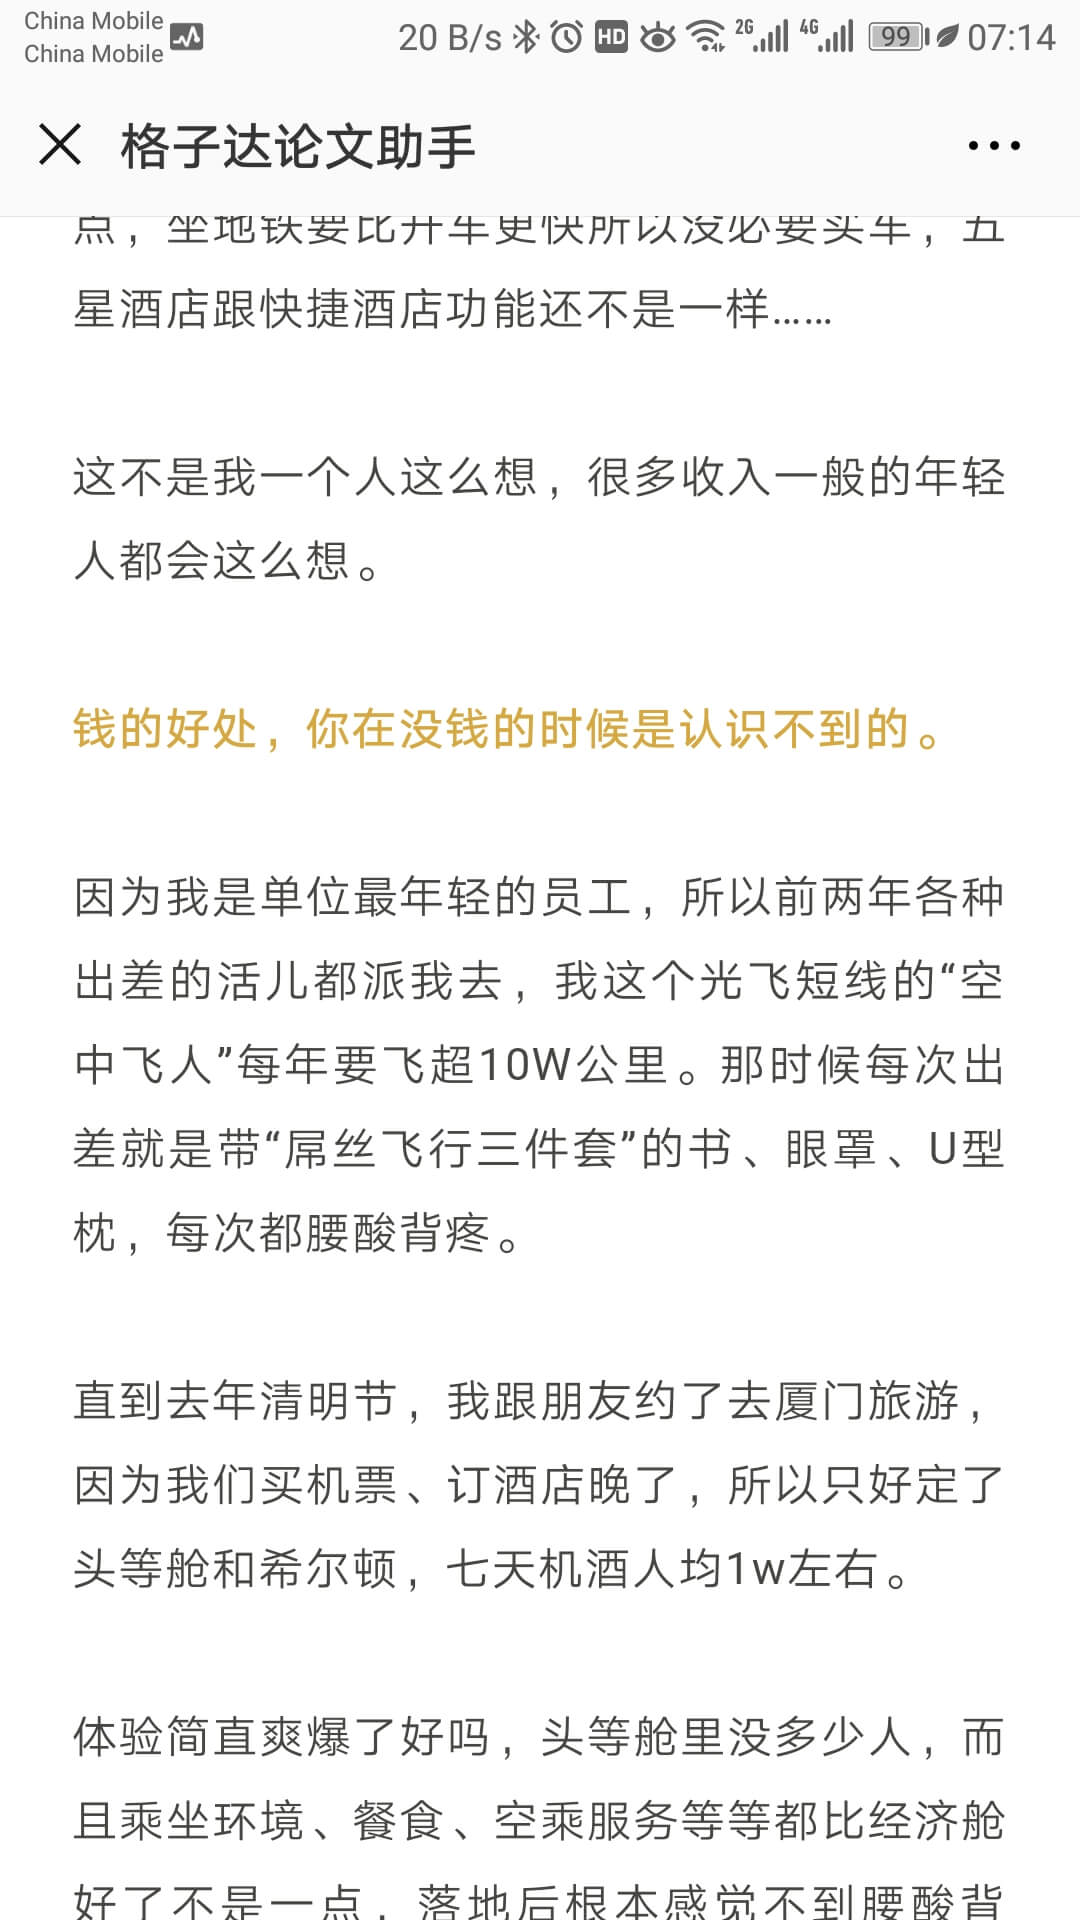 China Mobile
China Mobile
20 B/s HD 2G 4G 99 07:14
格子达论文助手
点，坐地铁要比开车更快所以没必要买车，五
星酒店跟快捷酒店功能还不是一样……
这不是我一个人这么想，很多收入一般的年轻
人都会这么想。
钱的好处，你在没钱的时候是认识不到的。
因为我是单位最年轻的员工，所以前两年各种
出差的活儿都派我去，我这个光飞短线的“空
中飞人”每年要飞超10W公里。那时候每次出
差就是带“屌丝飞行三件套”的书、眼罩、U型
枕，每次都腰酸背疼。
直到去年清明节，我跟朋友约了去厦门旅游，
因为我们买机票、订酒店晚了，所以只好定了
头等舱和希尔顿，七天机酒人均1w左右。
体验简直爽爆了好吗，头等舱里没多少人，而
且乘坐环境、餐食、空乘服务等等都比经济舱
好了不是一点，落地后根本感觉不到腰酸背